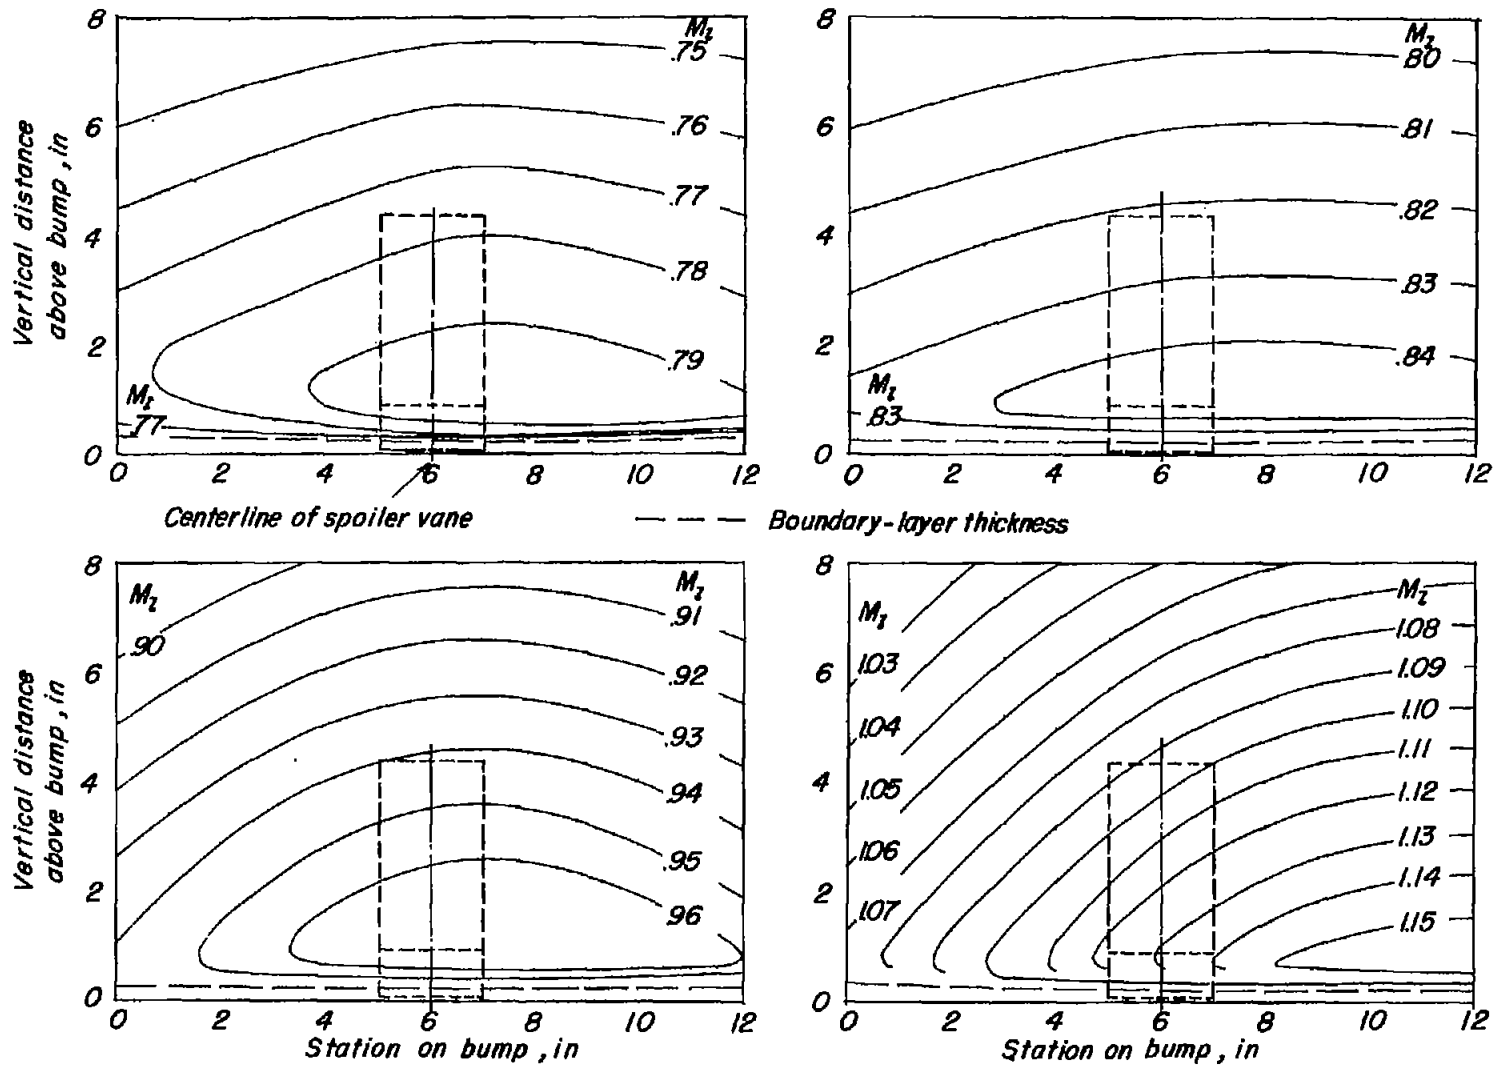 Vertical distance
above bump, in
8
6
4
2
0
M_l
.75
.76
.77
.78
.79
M_l
.77
0 2 4 6 8 10 12
8
6
4
2
0
M_l
.80
.81
.82
.83
.84
M_l
.83
0 2 4 6 8 10 12
Centerline of spoiler vane
Boundary-layer thickness
Vertical distance
above bump, in
8
6
4
2
0
M_l
.90
M_l
.91
.92
.93
.94
.95
.96
0 2 4 6 8 10 12
Station on bump, in
8
6
4
2
0
M_l
1.03
1.04
1.05
1.06
1.07
M_l
1.08
1.09
1.10
1.11
1.12
1.13
1.14
1.15
0 2 4 6 8 10 12
Station on bump, in